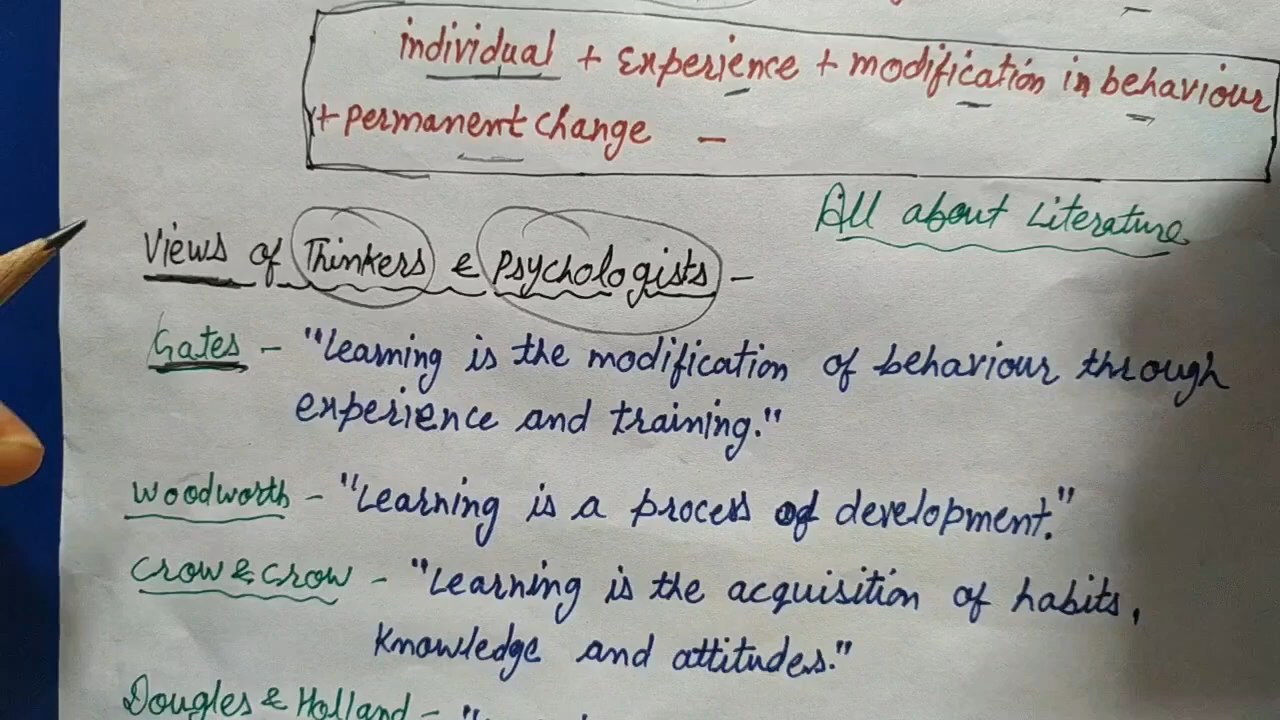 individual + Experience + modification in behaviour
+ permanent change –
All about Literature
Views of Thinkers & Psychologists –
Gates – "Learning is the modification of behaviour through
experience and training."
Woodworth – "Learning is a process of development."
Crow & Crow – "Learning is the acquisition of habits,
Knowledge and attitudes."
Dougles & Holland – "